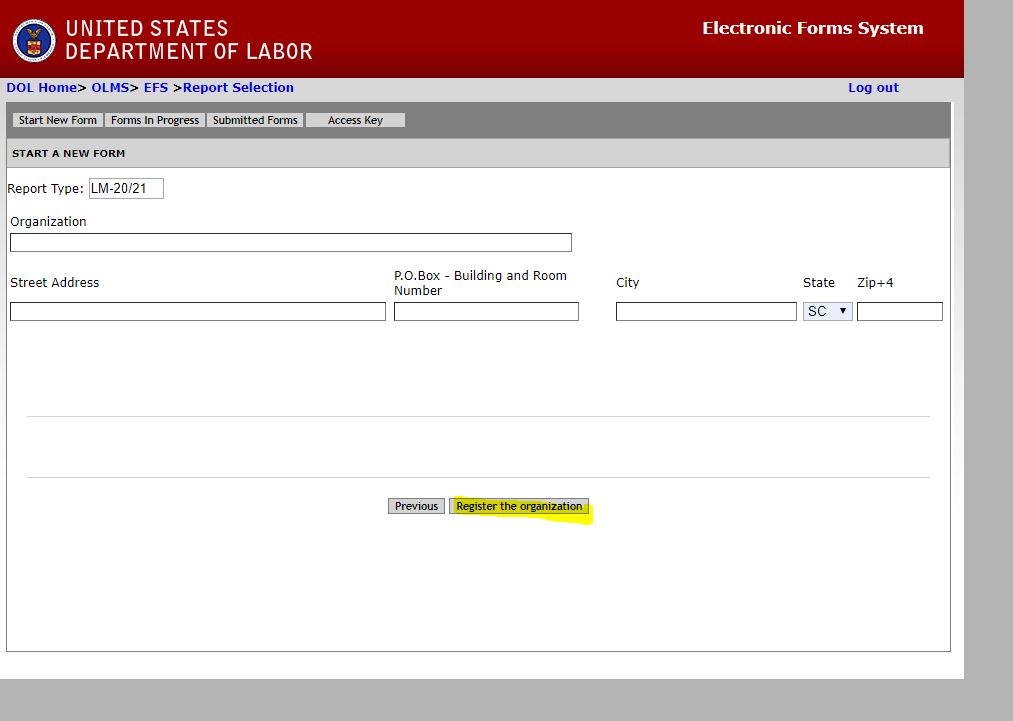 UNITED STATES
DEPARTMENT OF LABOR
Electronic Forms System
DOL Home> OLMS> EFS >Report Selection
Log out
Start New Form Forms In Progress Submitted Forms Access Key
START A NEW FORM
Report Type: LM-20/21
Organization
Street Address
P.O.Box - Building and Room
Number
City
State
Zip+4
SC
Previous Register the organization